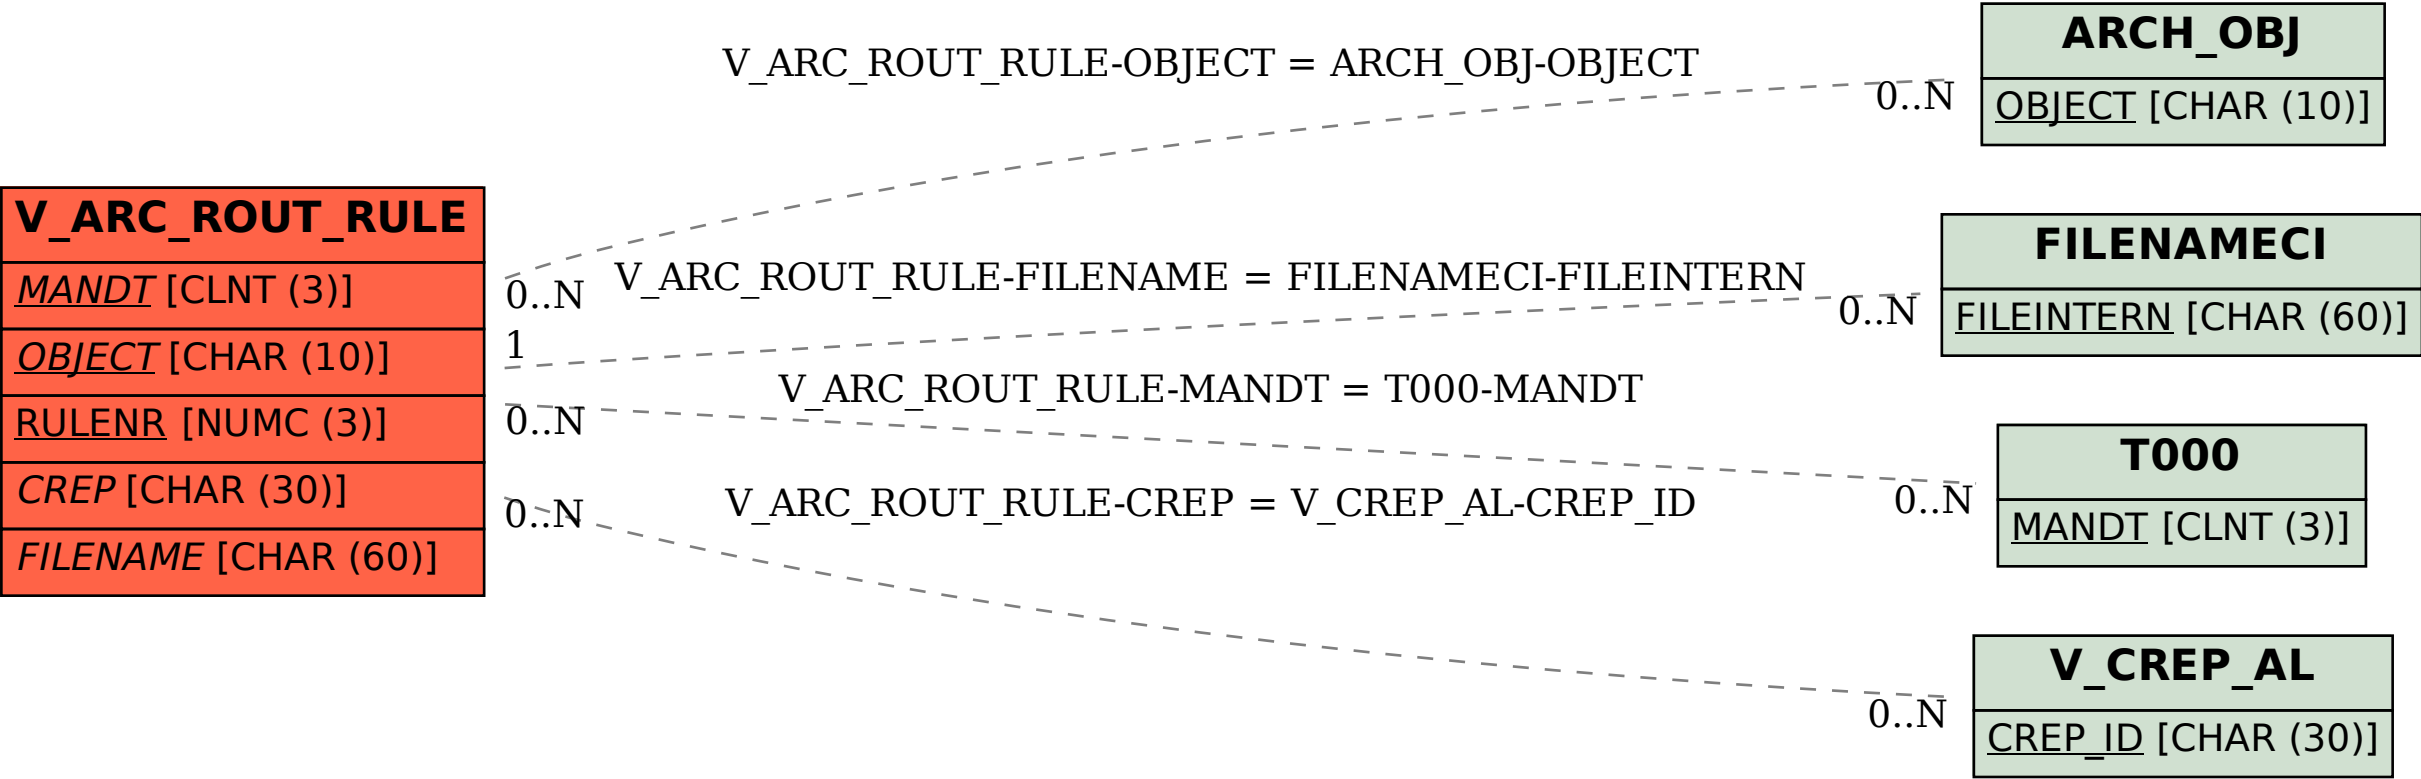 V_ARC_ROUT_RULE
MANDT [CLNT (3)]
OBJECT [CHAR (10)]
RULENR [NUMC (3)]
CREP [CHAR (30)]
FILENAME [CHAR (60)]
V_ARC_ROUT_RULE-OBJECT = ARCH_OBJ-OBJECT
0..N
0..N
V_ARC_ROUT_RULE-FILENAME = FILENAMECI-FILEINTERN
1
0..N
V_ARC_ROUT_RULE-MANDT = T000-MANDT
0..N
0..N
V_ARC_ROUT_RULE-CREP = V_CREP_AL-CREP_ID
0..N
0..N
ARCH_OBJ
OBJECT [CHAR (10)]
FILENAMECI
FILEINTERN [CHAR (60)]
T000
MANDT [CLNT (3)]
V_CREP_AL
CREP_ID [CHAR (30)]